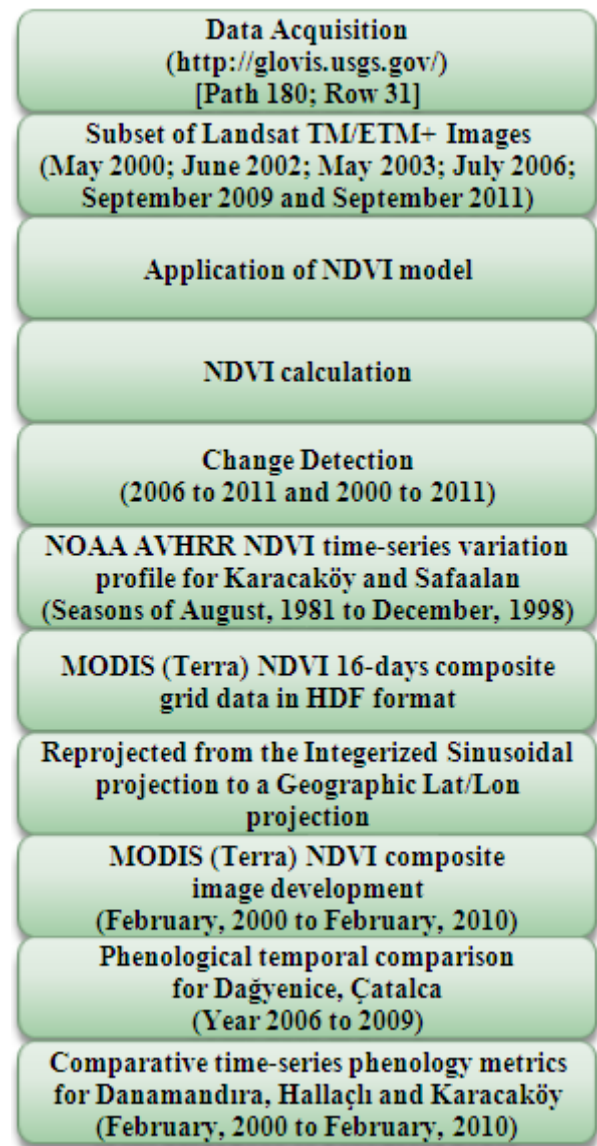 Data Acquisition
(http://glovis.usgs.gov/)
[Path 180; Row 31]
Subset of Landsat TM/ETM+ Images
(May 2000; June 2002; May 2003; July 2006;
September 2009 and September 2011)
Application of NDVI model
NDVI calculation
Change Detection
(2006 to 2011 and 2000 to 2011)
NOAA AVHRR NDVI time-series variation
profile for Karacaköy and Safaalan
(Seasons of August, 1981 to December, 1998)
MODIS (Terra) NDVI 16-days composite
grid data in HDF format
Reprojected from the Integerized Sinusoidal
projection to a Geographic Lat/Lon
projection
MODIS (Terra) NDVI composite
image development
(February, 2000 to February, 2010)
Phenological temporal comparison
for Dağyenice, Çatalca
(Year 2006 to 2009)
Comparative time-series phenology metrics
for Danamandıra, Hallaçlı and Karacaköy
(February, 2000 to February, 2010)